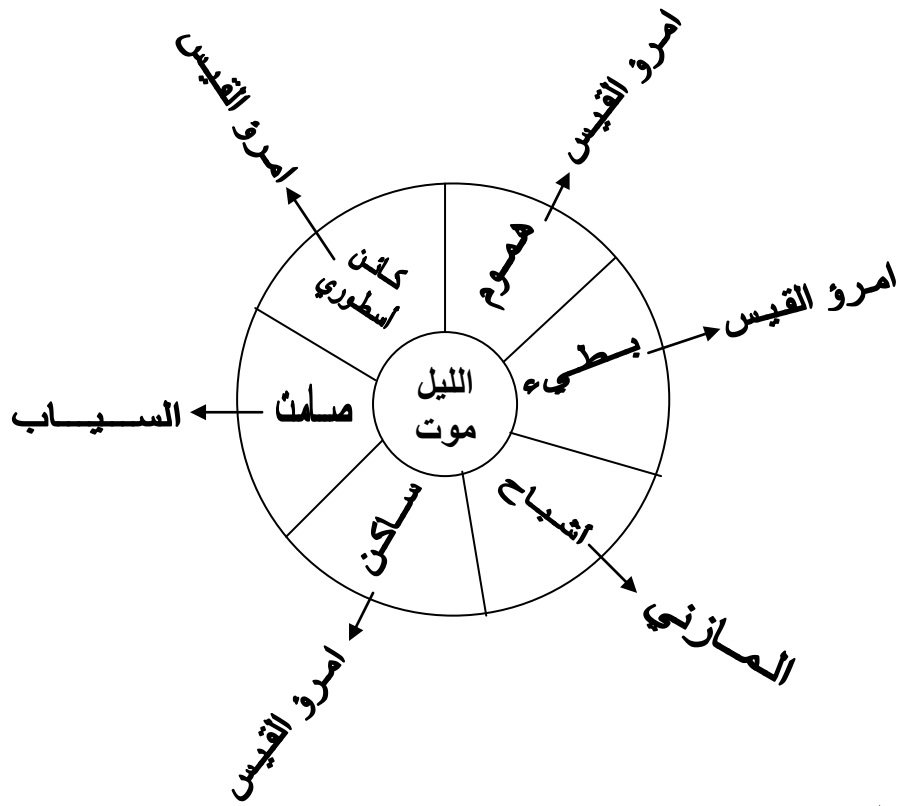 امرؤ القيس
هموم
امرؤ القيس
بطيء
المازني
أشباح
امرؤ القيس
ساكن
السياب
صامت
امرؤ القيس
كائن
أسطوري
الليل
موت